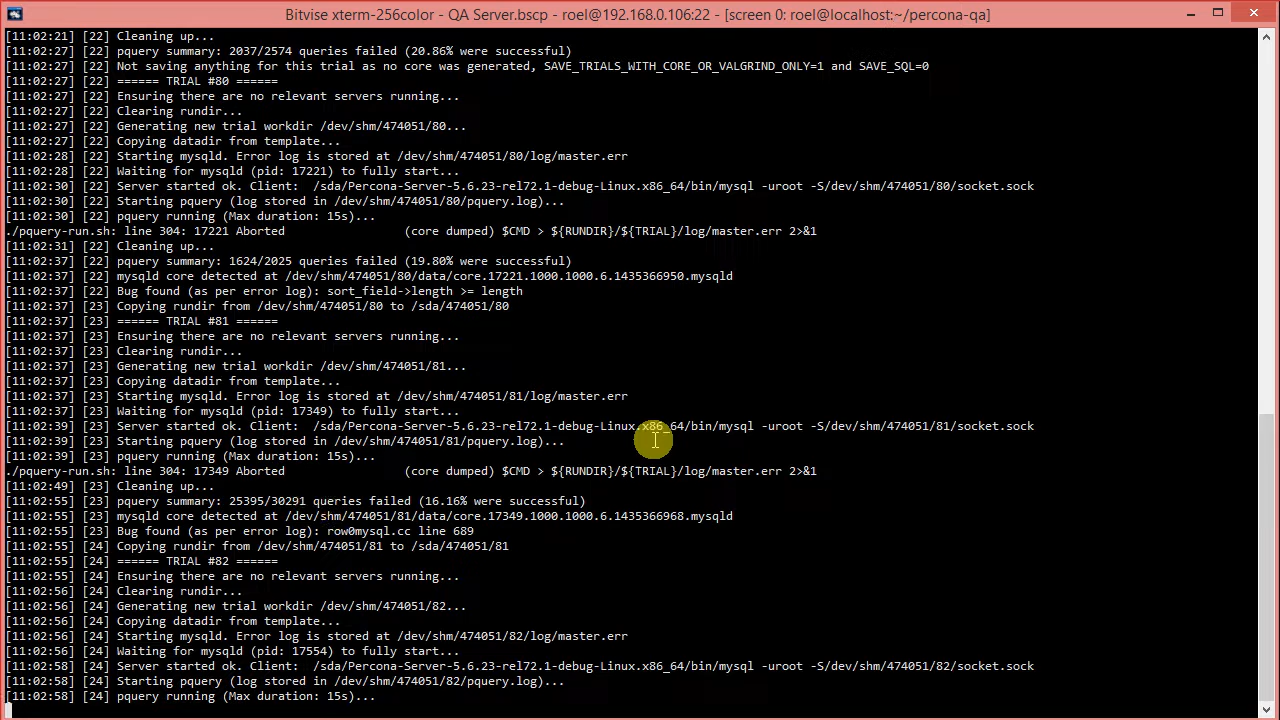 Bitvise xterm-256color - QA Server.bscp - roel@192.168.0.106:22 - [screen 0: roel@localhost:~/percona-qa]
[11:02:21] [22] Cleaning up...
[11:02:27] [22] pquery summary: 2037/2574 queries failed (20.86% were successful)
[11:02:27] [22] Not saving anything for this trial as no core was generated, SAVE_TRIALS_WITH_CORE_OR_VALGRIND_ONLY=1 and SAVE_SQL=0
[11:02:27] [22] ====== TRIAL #80 ======
[11:02:27] [22] Ensuring there are no relevant servers running...
[11:02:27] [22] Clearing rundir...
[11:02:27] [22] Generating new trial workdir /dev/shm/474051/80...
[11:02:27] [22] Copying datadir from template...
[11:02:28] [22] Starting mysqld. Error log is stored at /dev/shm/474051/80/log/master.err
[11:02:28] [22] Waiting for mysqld (pid: 17221) to fully start...
[11:02:30] [22] Server started ok. Client:  /sda/Percona-Server-5.6.23-rel72.1-debug-Linux.x86_64/bin/mysql -uroot -S/dev/shm/474051/80/socket.sock
[11:02:30] [22] Starting pquery (log stored in /dev/shm/474051/80/pquery.log)...
[11:02:30] [22] pquery running (Max duration: 15s)...
./pquery-run.sh: line 304: 17221 Aborted                 (core dumped) $CMD > ${RUNDIR}/${TRIAL}/log/master.err 2>&1
[11:02:31] [22] Cleaning up...
[11:02:37] [22] pquery summary: 1624/2025 queries failed (19.80% were successful)
[11:02:37] [22] mysqld core detected at /dev/shm/474051/80/data/core.17221.1000.1000.6.1435366950.mysqld
[11:02:37] [22] Bug found (as per error log): sort_field->length >= length
[11:02:37] [23] Copying rundir from /dev/shm/474051/80 to /sda/474051/80
[11:02:37] [23] ====== TRIAL #81 ======
[11:02:37] [23] Ensuring there are no relevant servers running...
[11:02:37] [23] Clearing rundir...
[11:02:37] [23] Generating new trial workdir /dev/shm/474051/81...
[11:02:37] [23] Copying datadir from template...
[11:02:37] [23] Starting mysqld. Error log is stored at /dev/shm/474051/81/log/master.err
[11:02:37] [23] Waiting for mysqld (pid: 17349) to fully start...
[11:02:39] [23] Server started ok. Client:  /sda/Percona-Server-5.6.23-rel72.1-debug-Linux.x86_64/bin/mysql -uroot -S/dev/shm/474051/81/socket.sock
[11:02:39] [23] Starting pquery (log stored in /dev/shm/474051/81/pquery.log)...
[11:02:39] [23] pquery running (Max duration: 15s)...
./pquery-run.sh: line 304: 17349 Aborted                 (core dumped) $CMD > ${RUNDIR}/${TRIAL}/log/master.err 2>&1
[11:02:49] [23] Cleaning up...
[11:02:55] [23] pquery summary: 25395/30291 queries failed (16.16% were successful)
[11:02:55] [23] mysqld core detected at /dev/shm/474051/81/data/core.17349.1000.1000.6.1435366968.mysqld
[11:02:55] [23] Bug found (as per error log): row0mysql.cc line 689
[11:02:55] [24] Copying rundir from /dev/shm/474051/81 to /sda/474051/81
[11:02:55] [24] ====== TRIAL #82 ======
[11:02:55] [24] Ensuring there are no relevant servers running...
[11:02:56] [24] Clearing rundir...
[11:02:56] [24] Generating new trial workdir /dev/shm/474051/82...
[11:02:56] [24] Copying datadir from template...
[11:02:56] [24] Starting mysqld. Error log is stored at /dev/shm/474051/82/log/master.err
[11:02:56] [24] Waiting for mysqld (pid: 17554) to fully start...
[11:02:58] [24] Server started ok. Client:  /sda/Percona-Server-5.6.23-rel72.1-debug-Linux.x86_64/bin/mysql -uroot -S/dev/shm/474051/82/socket.sock
[11:02:58] [24] Starting pquery (log stored in /dev/shm/474051/82/pquery.log)...
[11:02:58] [24] pquery running (Max duration: 15s)...